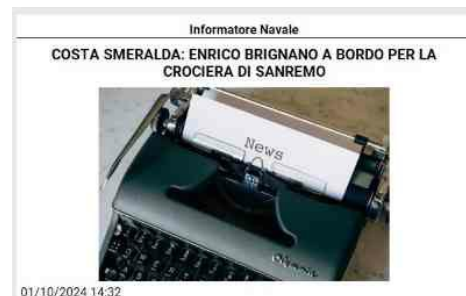 Informatore Navale
COSTA SMERALDA: ENRICO BRIGNANO A BORDO PER LA
CROCIERA DI SANREMO
News
Olympia
01/10/2024 14:32